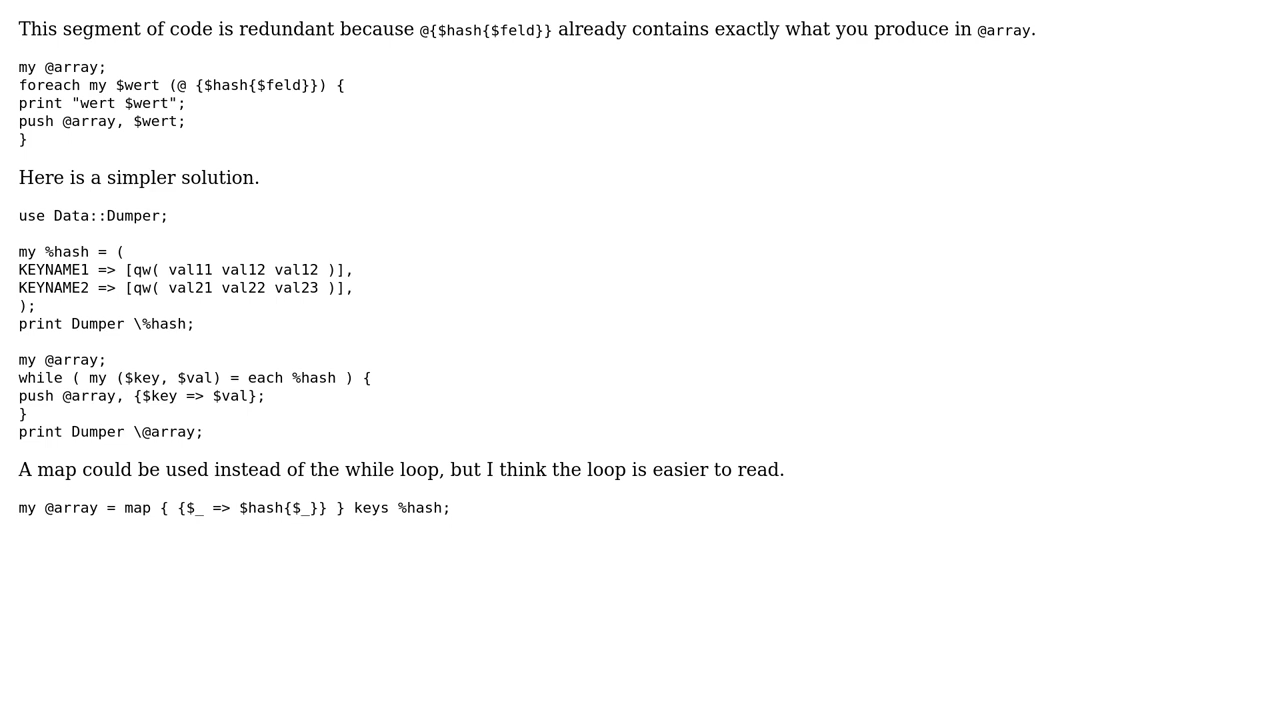 This segment of code is redundant because @{$hash{$feld}} already contains exactly what you produce in @array.
my @array;
foreach my $wert (@ {$hash{$feld}}) {
print "wert $wert";
push @array, $wert;
}
Here is a simpler solution.
use Data::Dumper;
my %hash = (
KEYNAME1 => [qw( val11 val12 val12 )],
KEYNAME2 => [qw( val21 val22 val23 )],
);
print Dumper \%hash;
my @array;
while ( my ($key, $val) = each %hash ) {
push @array, {$key => $val};
}
print Dumper \@array;
A map could be used instead of the while loop, but I think the loop is easier to read.
my @array = map { {$_ => $hash{$_}} } keys %hash;